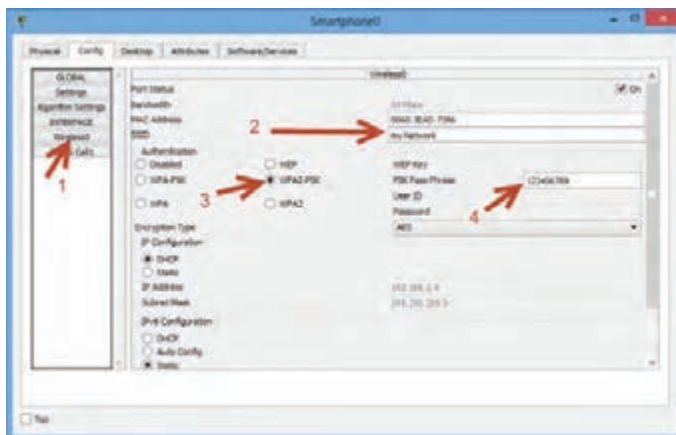 Smartphone0
Physical Config Desktop Attributes Software/Services
GLOBAL
Settings
Algorithm Settings
INTERFACE
Wireless0
1
Wireless0
Port Status On
Bandwidth
MAC Address
2
SSID my Network
Authentication
Disabled WEP WEP Key
WPA-PSK 3 WPA2-PSK PSK Pass Phrase 123456789
WPA WPA2 User ID
4
Password
Encryption Type AES
IP Configuration
DHCP
Static
IP Address
Subnet Mask
IPv6 Configuration
DHCP
Auto Config
Static
Top